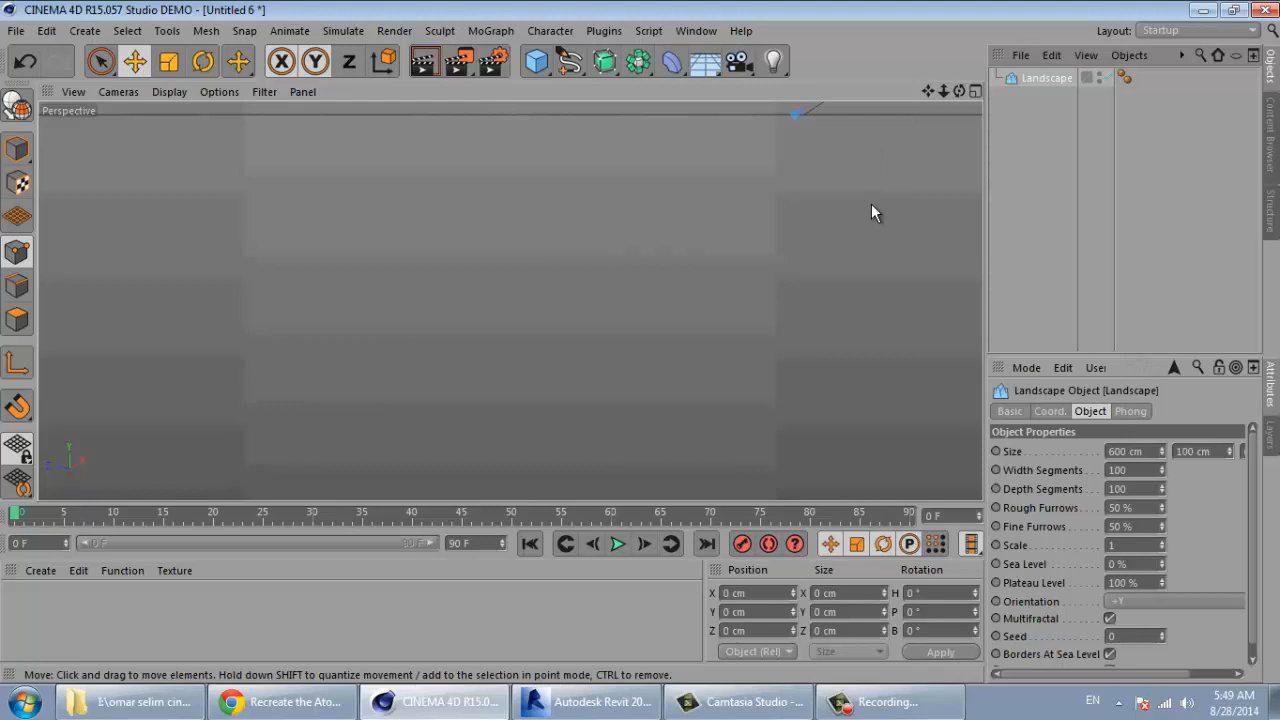 CINEMA 4D R15.057 Studio DEMO - [Untitled 6 *]
File Edit Create Select Tools Mesh Snap Animate Simulate Render Sculpt MoGraph Character Plugins Script Window Help Layout: Startup
X Y Z
File Edit View Objects
View Cameras Display Options Filter Panel
Landscape
Perspective
Objects
Content Browser
Structure
Mode Edit User
Landscape Object [Landscape]
Basic Coord. Object Phong
Attributes
Layers
Object Properties
Size 600 cm 100 cm
Width Segments 100
Depth Segments 100
Rough Furrows 50 %
Fine Furrows 50 %
Scale 1
Sea Level 0 %
Plateau Level 100 %
Orientation +Y
Multifractal
Seed 0
Borders At Sea Level
Y
Z X
0 5 10 15 20 25 30 35 40 45 50 55 60 65 70 75 80 85 90 0 F
0 F 0 F 90 F 90 F
P
Create Edit Function Texture
Position Size Rotation
X 0 cm X 0 cm H 0 °
Y 0 cm Y 0 cm P 0 °
Z 0 cm Z 0 cm B 0 °
Object (Rel) Size Apply
Move: Click and drag to move elements. Hold down SHIFT to quantize movement / add to the selection in point mode, CTRL to remove.
E:\omar selim cin...
Recreate the Ato...
CINEMA 4D R15.0...
Autodesk Revit 20...
Camtasia Studio -...
Recording...
EN
5:49 AM
8/28/2014